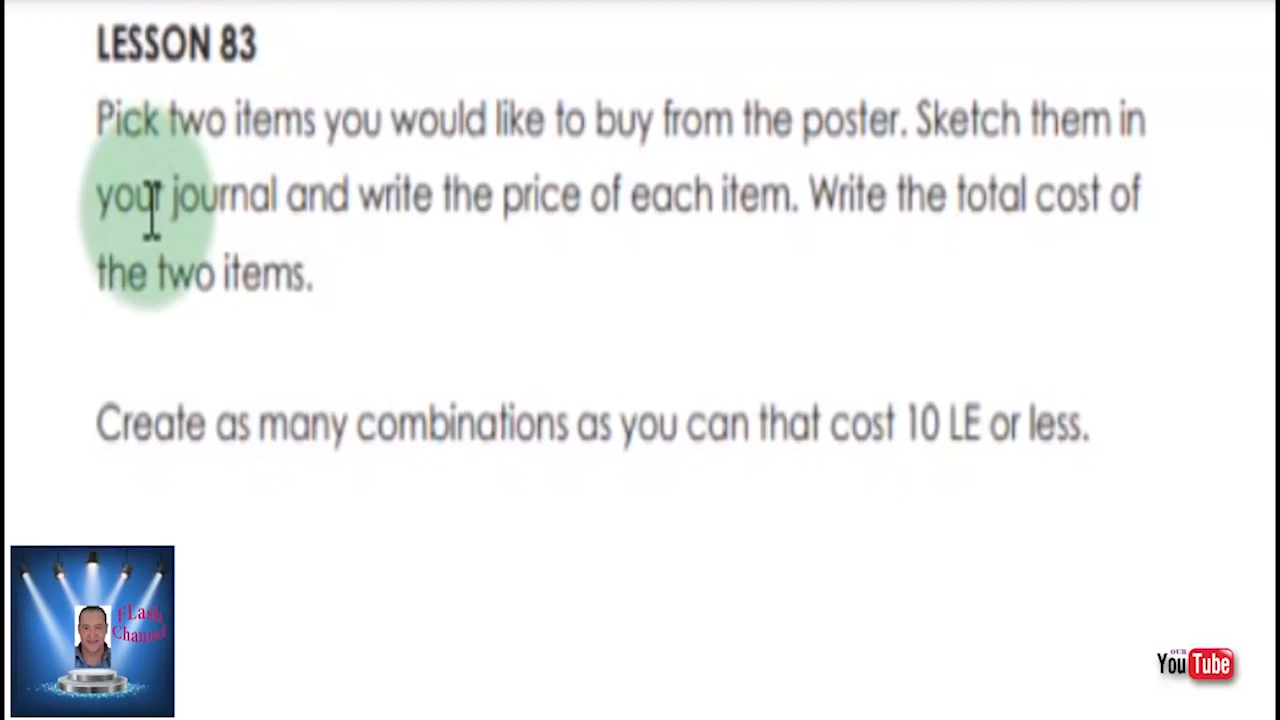 LESSON 83
Pick two items you would like to buy from the poster. Sketch them in
your journal and write the price of each item. Write the total cost of
the two items.
Create as many combinations as you can that cost 10 LE or less.
FLash
Channel
OUR
YouTube